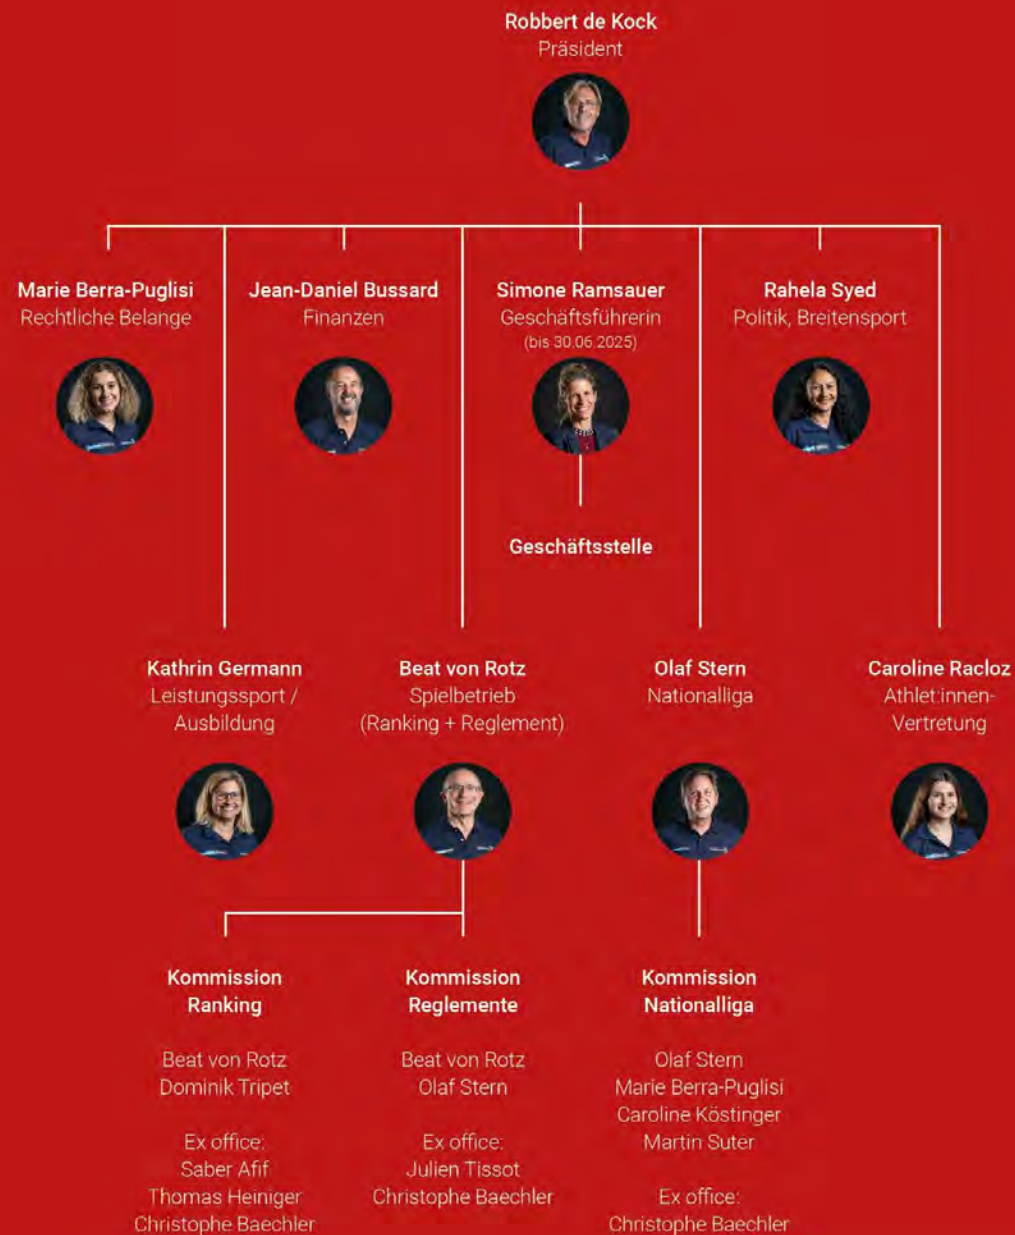 Robbert de Kock
Präsident
Marie Berra-Puglisi
Rechtliche Belange
Jean-Daniel Bussard
Finanzen
Simone Ramsauer
Geschäftsführerin
(bis 30.06.2025)
Rahela Syed
Politik, Breitensport
Geschäftsstelle
Kathrin Germann
Leistungssport /
Ausbildung
Beat von Rotz
Spielbetrieb
(Ranking + Reglement)
Olaf Stern
Nationalliga
Caroline Racloz
Athlet:innen-
Vertretung
Kommission
Ranking
Beat von Rotz
Dominik Tripet
Ex office:
Saber Afif
Thomas Heiniger
Christophe Baechler
Kommission
Reglemente
Beat von Rotz
Olaf Stern
Ex office:
Julien Tissot
Christophe Baechler
Kommission
Nationalliga
Olaf Stern
Marie Berra-Puglisi
Caroline Köstinger
Martin Suter
Ex office:
Christophe Baechler